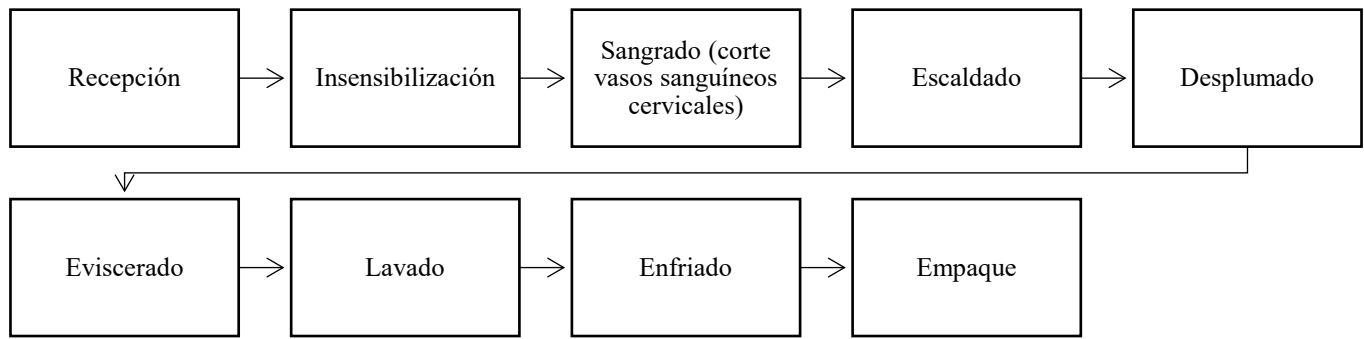 Recepción
Insensibilización
Sangrado (corte
vasos sanguíneos
cervicales)
Escaldado
Desplumado
Eviscerado
Lavado
Enfriado
Empaque